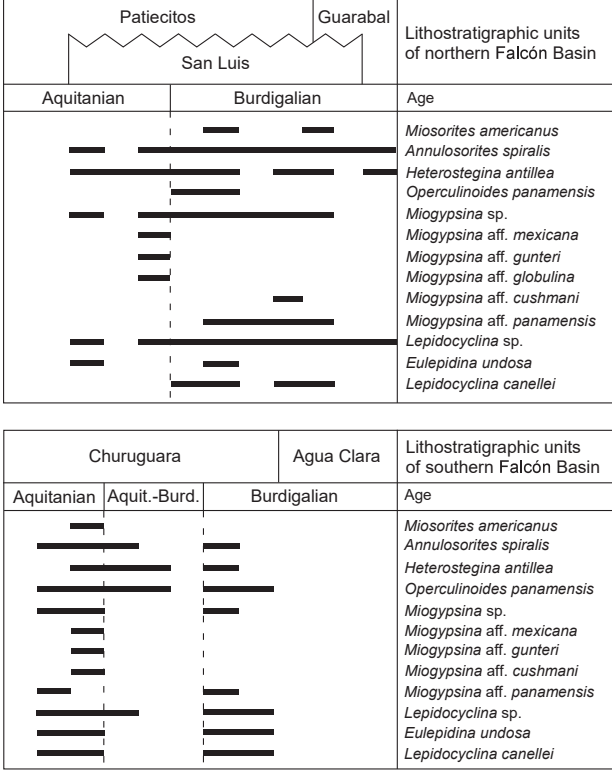 Patiecitos
Guarabal
San Luis
Lithostratigraphic units
of northern Falcón Basin
Aquitanian
Burdigalian
Age
Miosorites americanus
Annulosorites spiralis
Heterostegina antillea
Operculinoides panamensis
Miogypsina sp.
Miogypsina aff. mexicana
Miogypsina aff. gunteri
Miogypsina aff. globulina
Miogypsina aff. cushmani
Miogypsina aff. panamensis
Lepidocyclina sp.
Eulepidina undosa
Lepidocyclina canellei
Churuguara
Agua Clara
Lithostratigraphic units
of southern Falcón Basin
Aquitanian
Aquit.-Burd.
Burdigalian
Age
Miosorites americanus
Annulosorites spiralis
Heterostegina antillea
Operculinoides panamensis
Miogypsina sp.
Miogypsina aff. mexicana
Miogypsina aff. gunteri
Miogypsina aff. cushmani
Miogypsina aff. panamensis
Lepidocyclina sp.
Eulepidina undosa
Lepidocyclina canellei